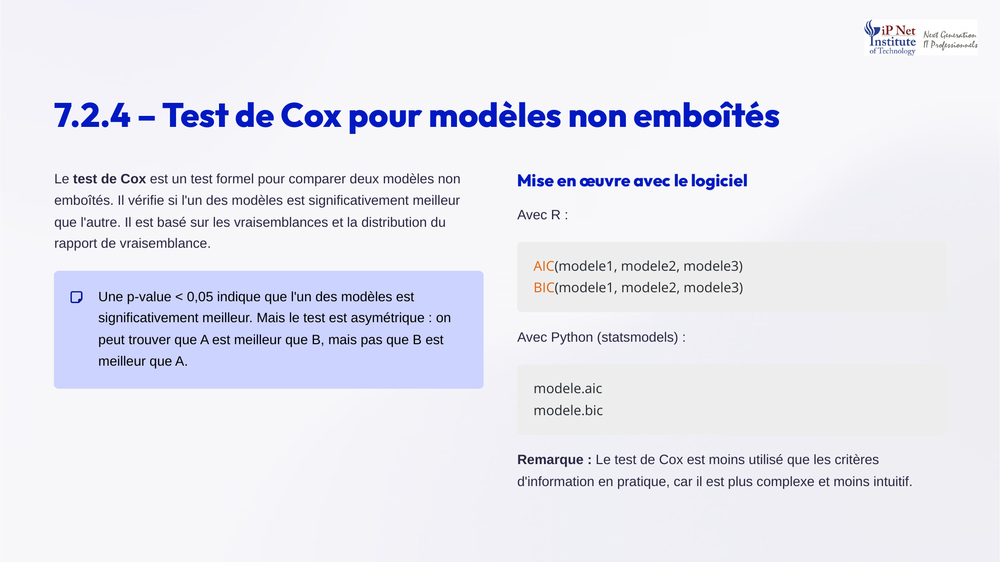 iP Net
Institute
of Technology
Next Generation
IT Professionnels
7.2.4 – Test de Cox pour modèles non emboîtés
Le test de Cox est un test formel pour comparer deux modèles non
emboîtés. Il vérifie si l'un des modèles est significativement meilleur
que l'autre. Il est basé sur les vraisemblances et la distribution du
rapport de vraisemblance.
Une p-value < 0,05 indique que l'un des modèles est
significativement meilleur. Mais le test est asymétrique : on
peut trouver que A est meilleur que B, mais pas que B est
meilleur que A.
Mise en œuvre avec le logiciel
Avec R :
AIC(modele1, modele2, modele3)
BIC(modele1, modele2, modele3)
Avec Python (statsmodels) :
modele.aic
modele.bic
Remarque : Le test de Cox est moins utilisé que les critères
d'information en pratique, car il est plus complexe et moins intuitif.